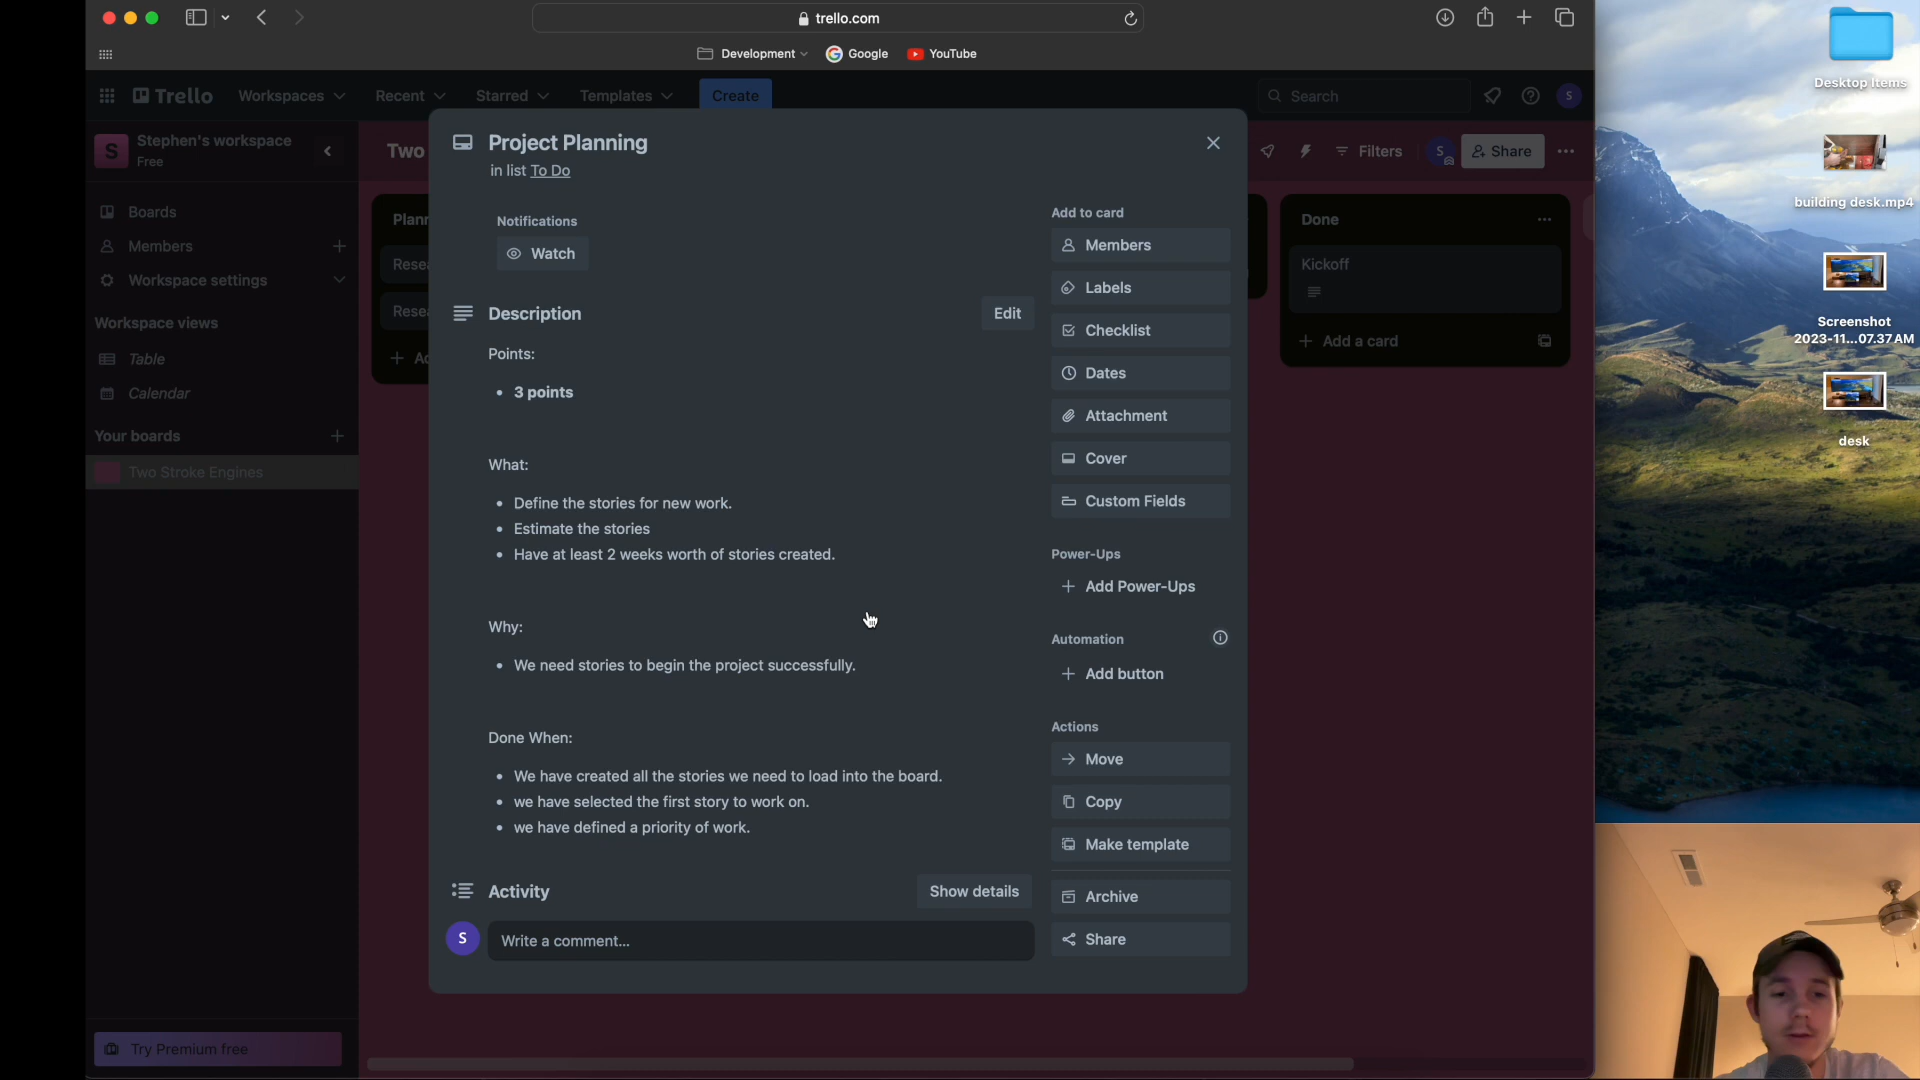 trello.com
Development
Google
YouTube
Trello
Workspaces
Recent
Starred
Templates
Create
Search
S
S
Stephen's workspace
Free
Two
S
Filters
Share
Boards
Members
Workspace settings
Workspace views
Table
Calendar
Your boards
Two Stroke Engines
Try Premium free
Project Planning
in list To Do
Notifications
Watch
Description
Edit
Points:
• 3 points
What:
• Define the stories for new work.
• Estimate the stories
• Have at least 2 weeks worth of stories created.
Why:
• We need stories to begin the project successfully.
Done When:
• We have created all the stories we need to load into the board.
• we have selected the first story to work on.
• we have defined a priority of work.
Activity
Show details
S
Write a comment...
Add to card
Members
Labels
Checklist
Dates
Attachment
Cover
Custom Fields
Power-Ups
Add Power-Ups
Automation
Add button
Actions
Move
Copy
Make template
Archive
Share
Done
Kickoff
Add a card
Desktop Items
building desk.mp4
Screenshot
2023-11...07.37 AM
desk